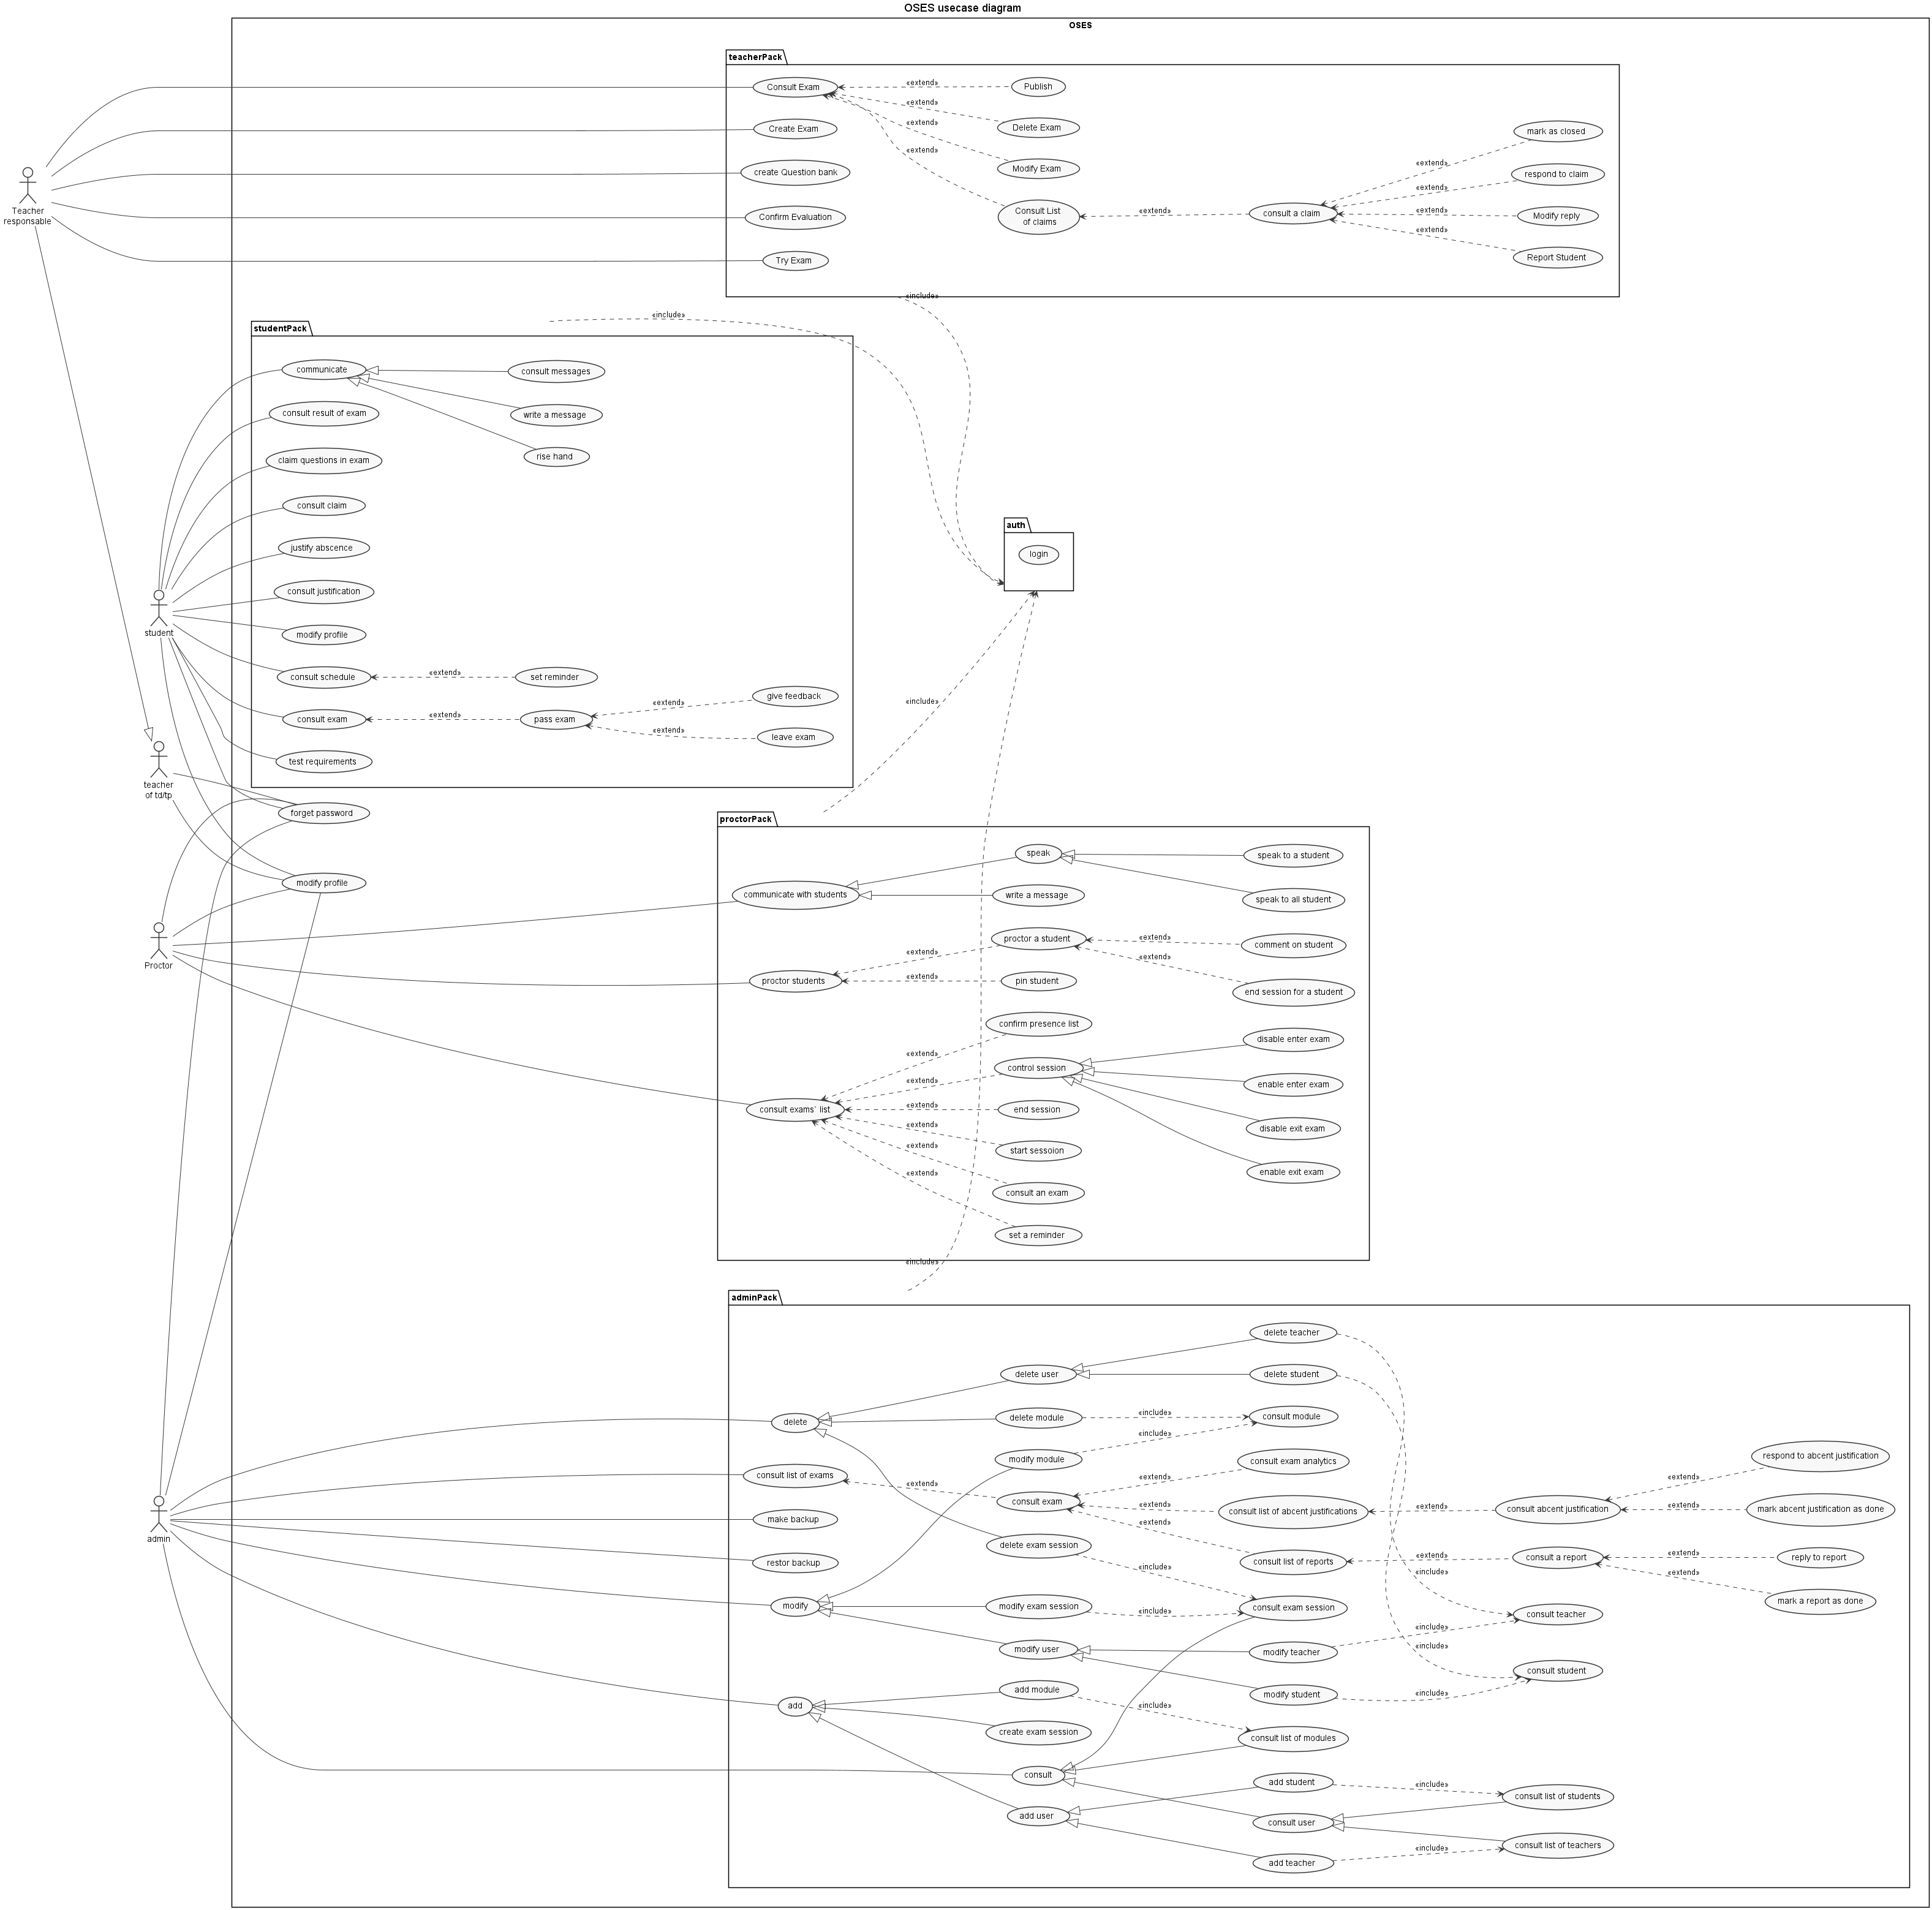 OSES usecase diagram
OSES
teacherPack
Consult Exam
«extend»
Publish
«extend»
Delete Exam
Create Exam
«extend»
mark as closed
«extend»
Modify Exam
«extend»
respond to claim
create Question bank
«extend»
Teacher
responsable
Confirm Evaluation
Consult List
of claims
«extend»
consult a claim
«extend»
Modify reply
«extend»
Report Student
Try Exam
«include»
«include»
studentPack
communicate
consult messages
consult result of exam
write a message
rise hand
claim questions in exam
consult claim
auth
login
justify abscence
consult justification
student
modify profile
consult schedule
«extend»
set reminder
consult exam
«extend»
pass exam
«extend»
give feedback
«extend»
leave exam
test requirements
«include»
teacher
of td/tp
forget password
modify profile
Proctor
proctorPack
speak
speak to a student
communicate with students
write a message
speak to all student
proctor a student
«extend»
comment on student
«extend»
«extend»
proctor students
«extend»
pin student
end session for a student
confirm presence list
«extend»
control session
disable enter exam
«extend»
enable enter exam
consult exams` list
«extend»
end session
«extend»
disable exit exam
«extend»
start sessoion
enable exit exam
«extend»
consult an exam
set a reminder
«include»
adminPack
delete teacher
delete user
delete student
delete
delete module
«include»
consult module
«include»
modify module
consult exam analytics
respond to abcent justification
consult list of exams
«extend»
«extend»
«extend»
consult exam
«extend»
consult list of abcent justifications
«extend»
consult abcent justification
«extend»
mark abcent justification as done
make backup
«extend»
admin
delete exam session
restor backup
consult list of reports
«extend»
consult a report
«extend»
reply to report
«include»
«include»
«extend»
mark a report as done
modify
modify exam session
«include»
consult exam session
consult teacher
«include»
modify user
modify teacher
«include»
consult student
modify student
«include»
add
add module
«include»
create exam session
consult list of modules
consult
add student
«include»
consult list of students
add user
consult user
consult list of teachers
«include»
add teacher